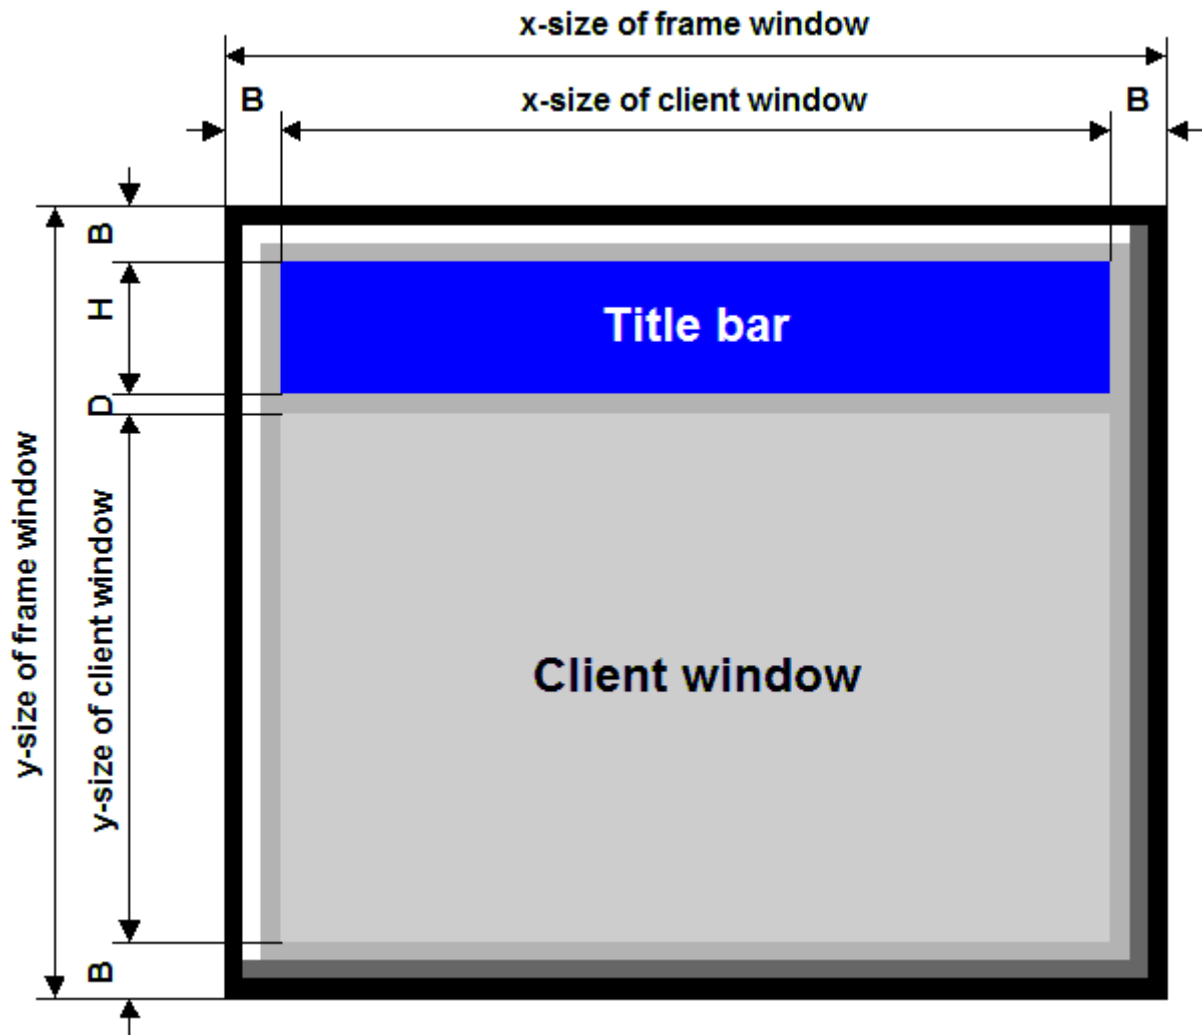 x-size of frame window
B
x-size of client window
B
B
H
D
y-size of frame window
y-size of client window
B
Title bar
Client window